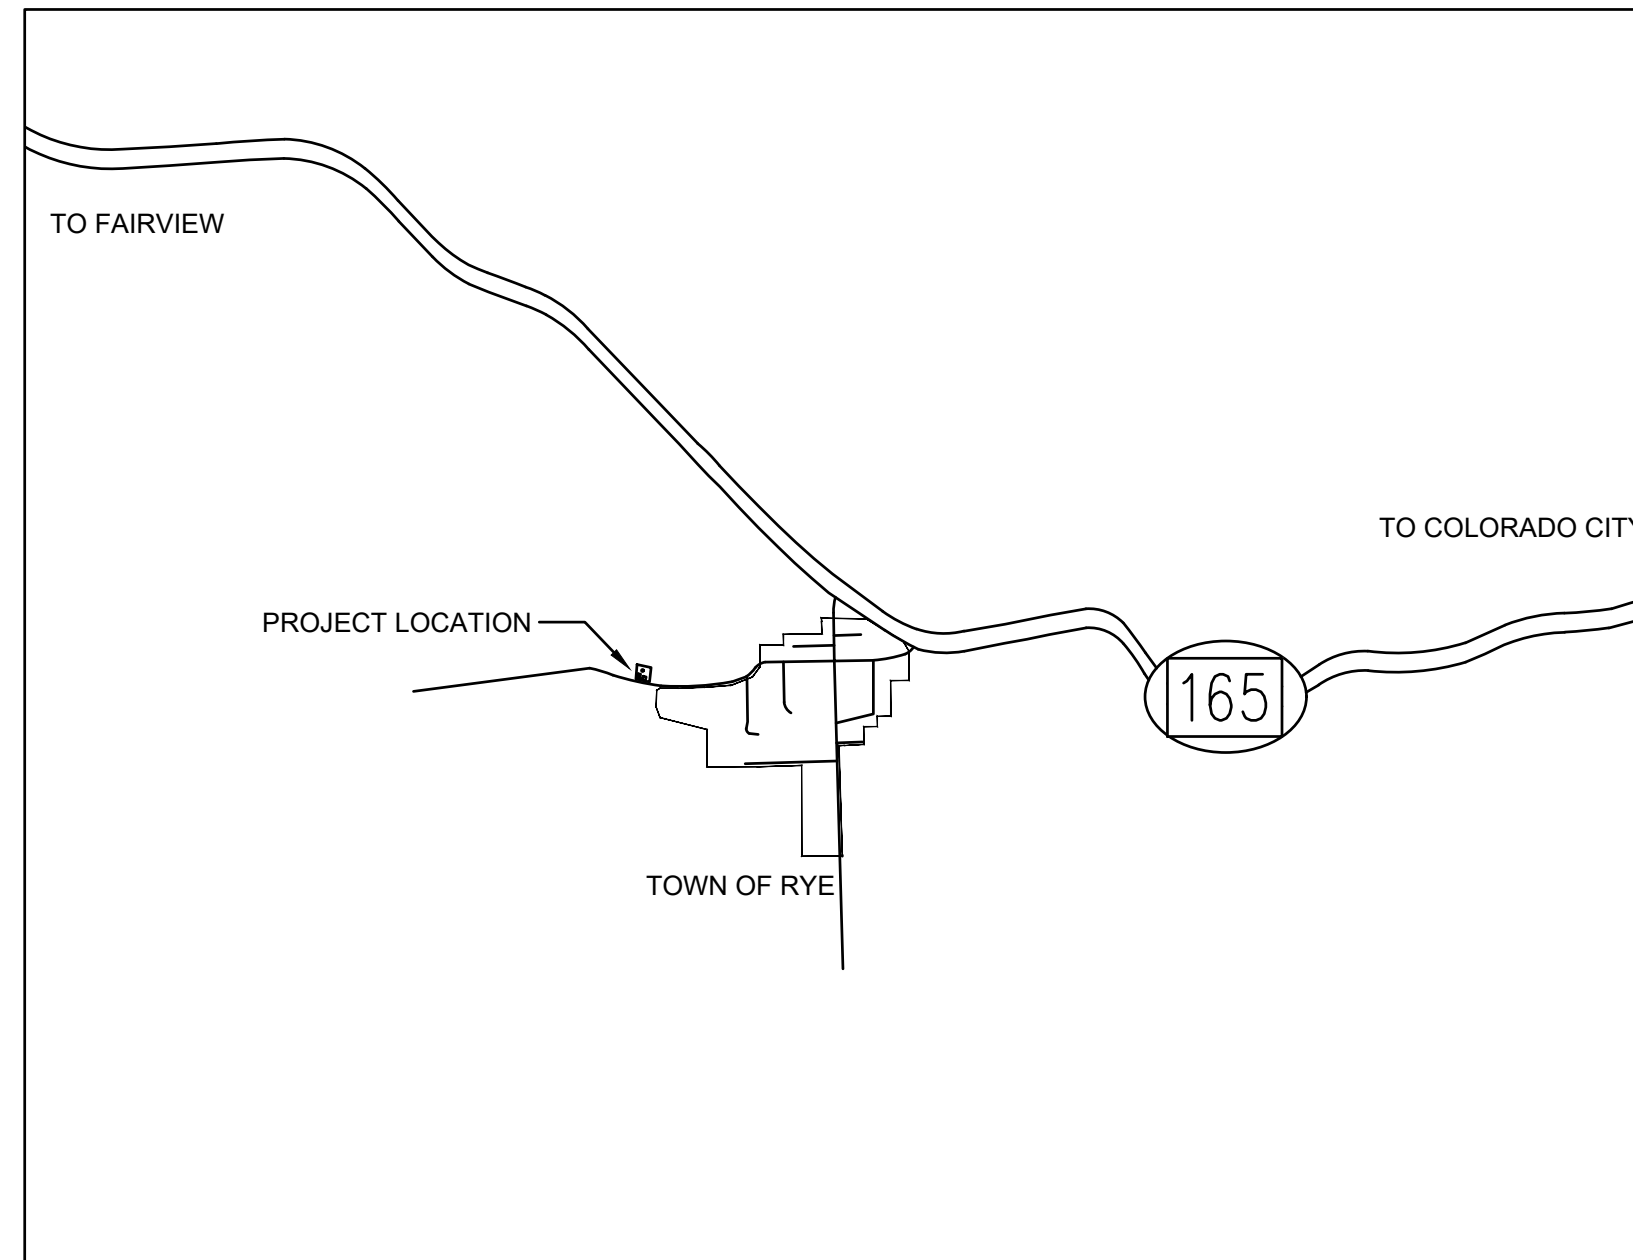 TO FAIRVIEW
TO COLORADO CITY
PROJECT LOCATION
165
TOWN OF RYE